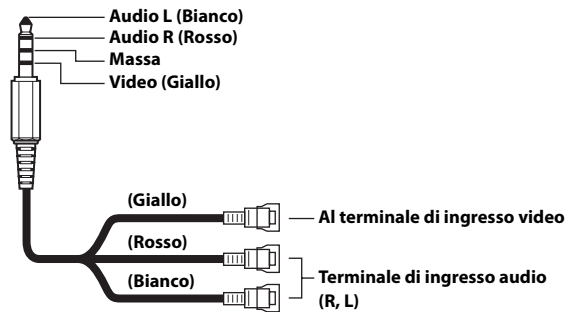 Audio L (Bianco)
Audio R (Rosso)
Massa
Video (Giallo)
(Giallo)
Al terminale di ingresso video
(Rosso)
(Bianco)
Terminale di ingresso audio
(R, L)